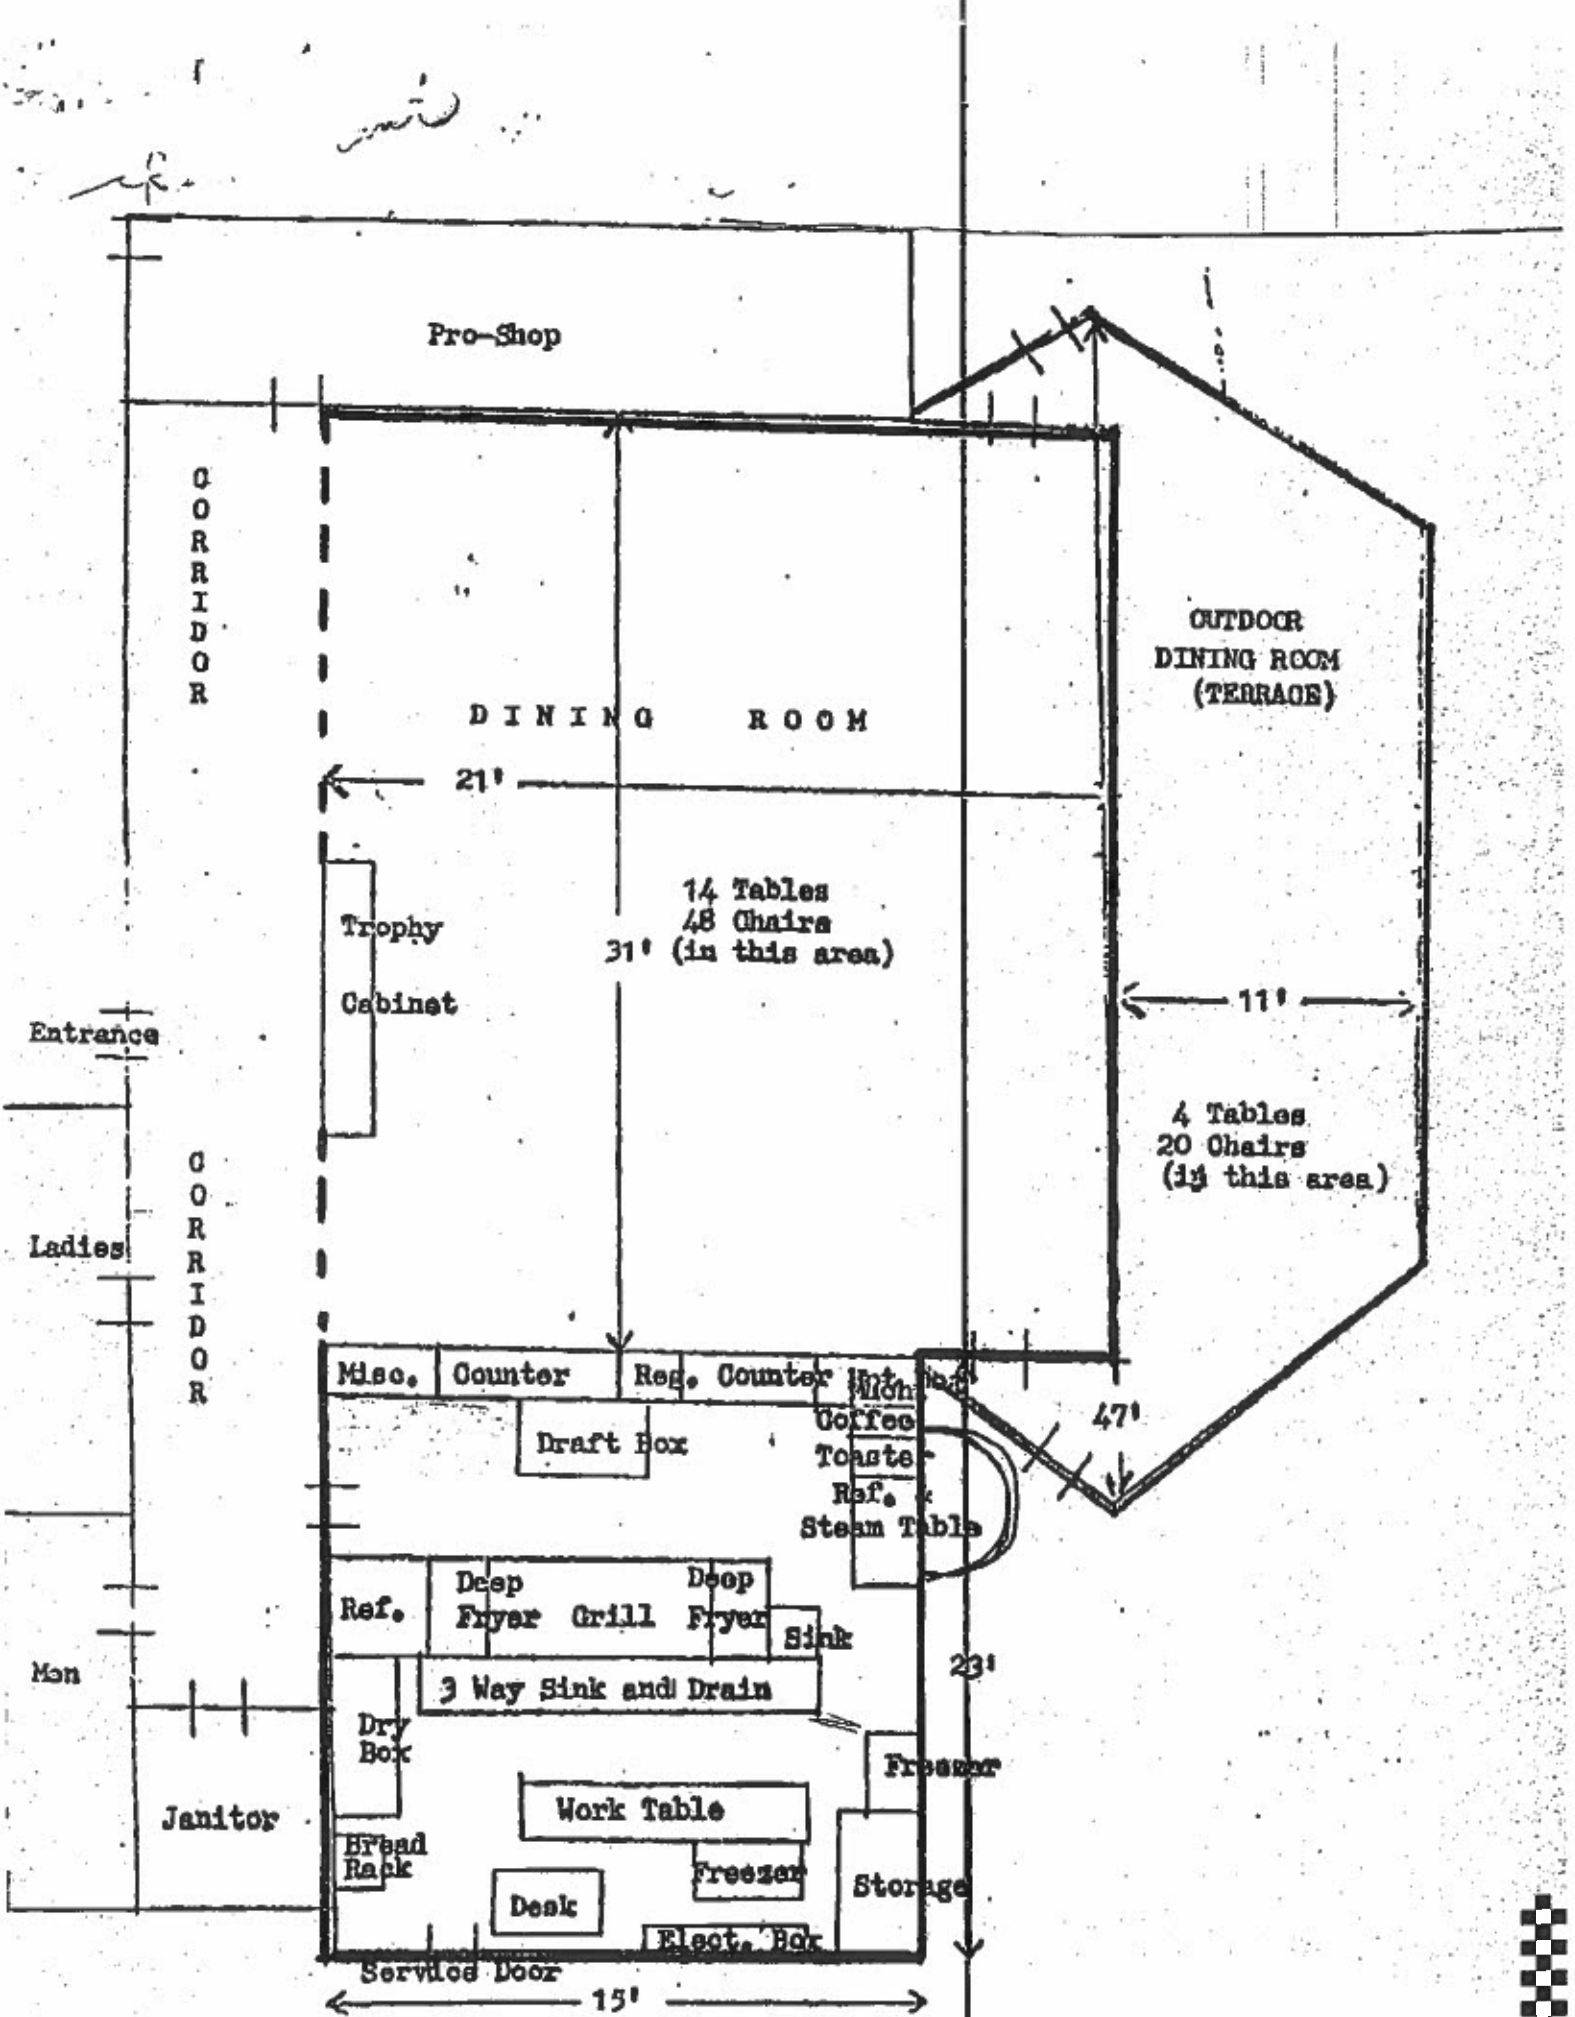 Pro-Shop
CORRIDOR
OUTDOOR
DINING ROOM
(TERRACE)
DINING ROOM
21'
14 Tables
48 Chairs
31' (in this area)
Trophy
Cabinet
11'
Entrance
4 Tables
20 Chairs
(in this area)
CORRIDOR
Ladies
Misc.
Counter
Reg. Counter
47'
Coffee
Draft Box
Toaster
Ref. &
Steam Table
Deep
Fryer
Grill
Deep
Fryer
Ref.
Sink
23'
Men
3 Way Sink and Drain
Dry
Box
Freezer
Work Table
Janitor
Bread
Rack
Freezer
Storage
Desk
Elect. Box
Service Door
15'